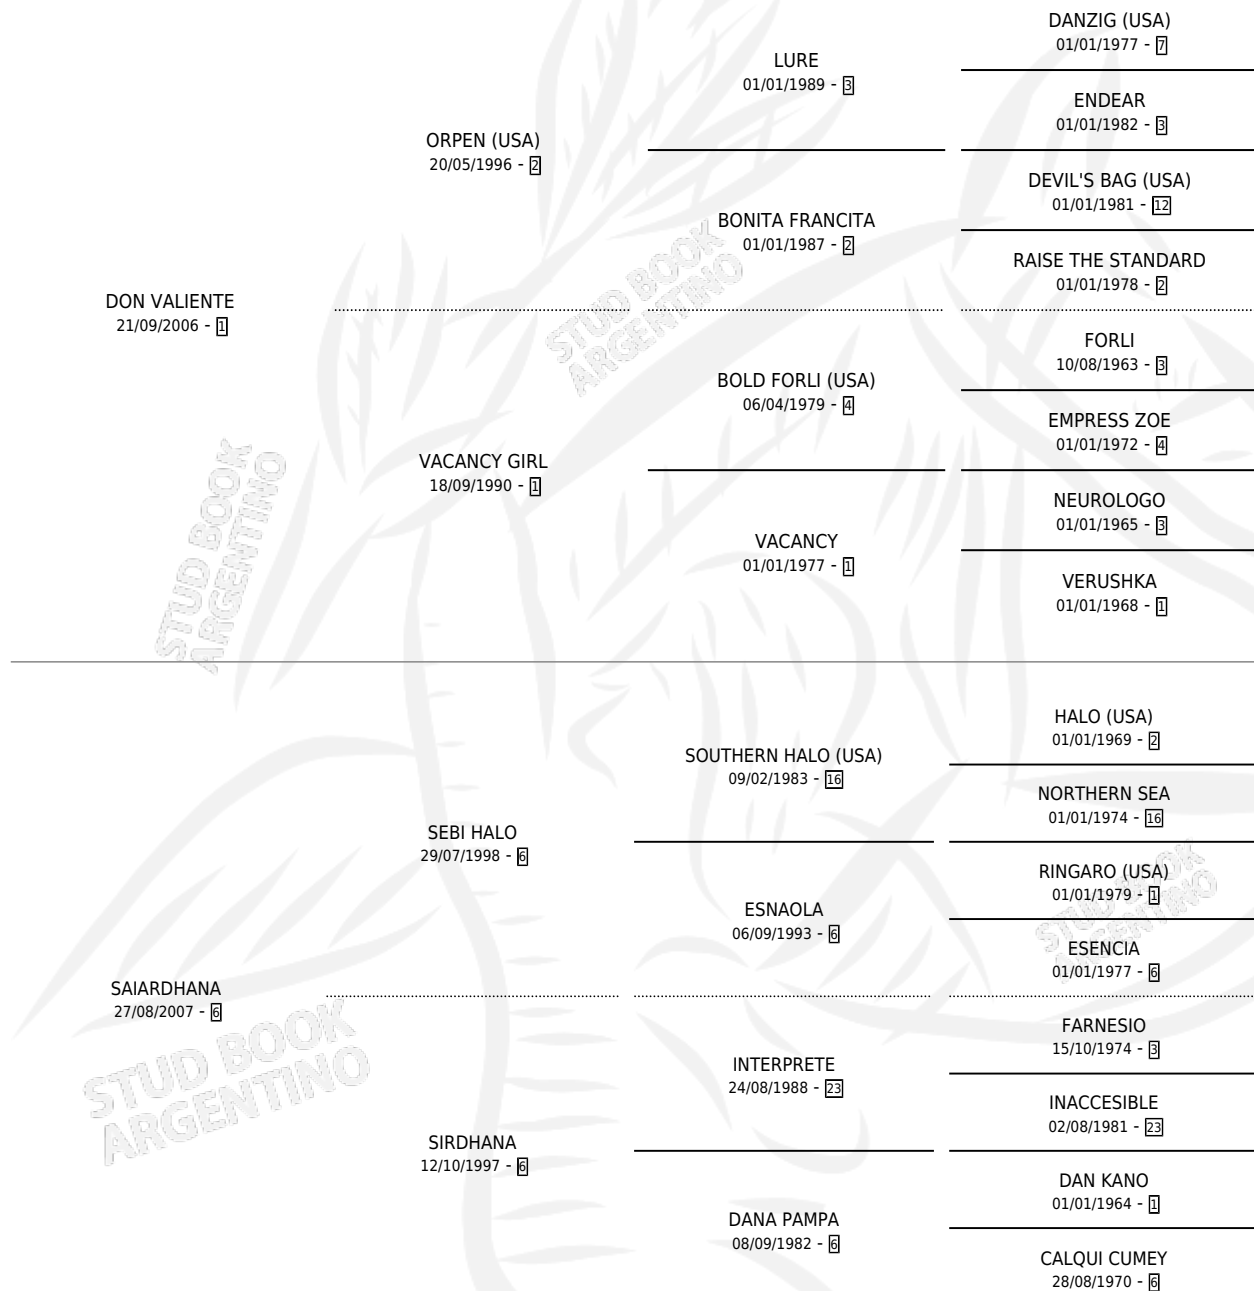 DANZIG (USA)
01/01/1977 - 7
LURE
01/01/1989 - 3
ENDEAR
01/01/1982 - 3
ORPEN (USA)
20/05/1996 - 2
DEVIL'S BAG (USA)
01/01/1981 - 12
BONITA FRANCITA
01/01/1987 - 2
RAISE THE STANDARD
01/01/1978 - 2
DON VALIENTE
21/09/2006 - 1
FORLI
10/08/1963 - 3
BOLD FORLI (USA)
06/04/1979 - 4
EMPRESS ZOE
01/01/1972 - 4
VACANCY GIRL
18/09/1990 - 1
NEUROLOGO
01/01/1965 - 3
VACANCY
01/01/1977 - 1
VERUSHKA
01/01/1968 - 1
HALO (USA)
01/01/1969 - 2
SOUTHERN HALO (USA)
09/02/1983 - 16
NORTHERN SEA
01/01/1974 - 16
SEBI HALO
29/07/1998 - 6
RINGARO (USA)
01/01/1979 - 1
ESNAOLA
06/09/1993 - 6
ESENCIA
01/01/1977 - 6
SAIARDHANA
27/08/2007 - 6
FARNESIO
15/10/1974 - 3
INTERPRETE
24/08/1988 - 23
INACCESIBLE
02/08/1981 - 23
SIRDHANA
12/10/1997 - 6
DAN KANO
01/01/1964 - 1
DANA PAMPA
08/09/1982 - 6
CALQUI CUMEY
28/08/1970 - 6
STUD BOOK
ARGENTINO
STUD BOOK
ARGENTINO
STUD BOOK
ARGENTINO
STUD BOOK
ARGENTINO